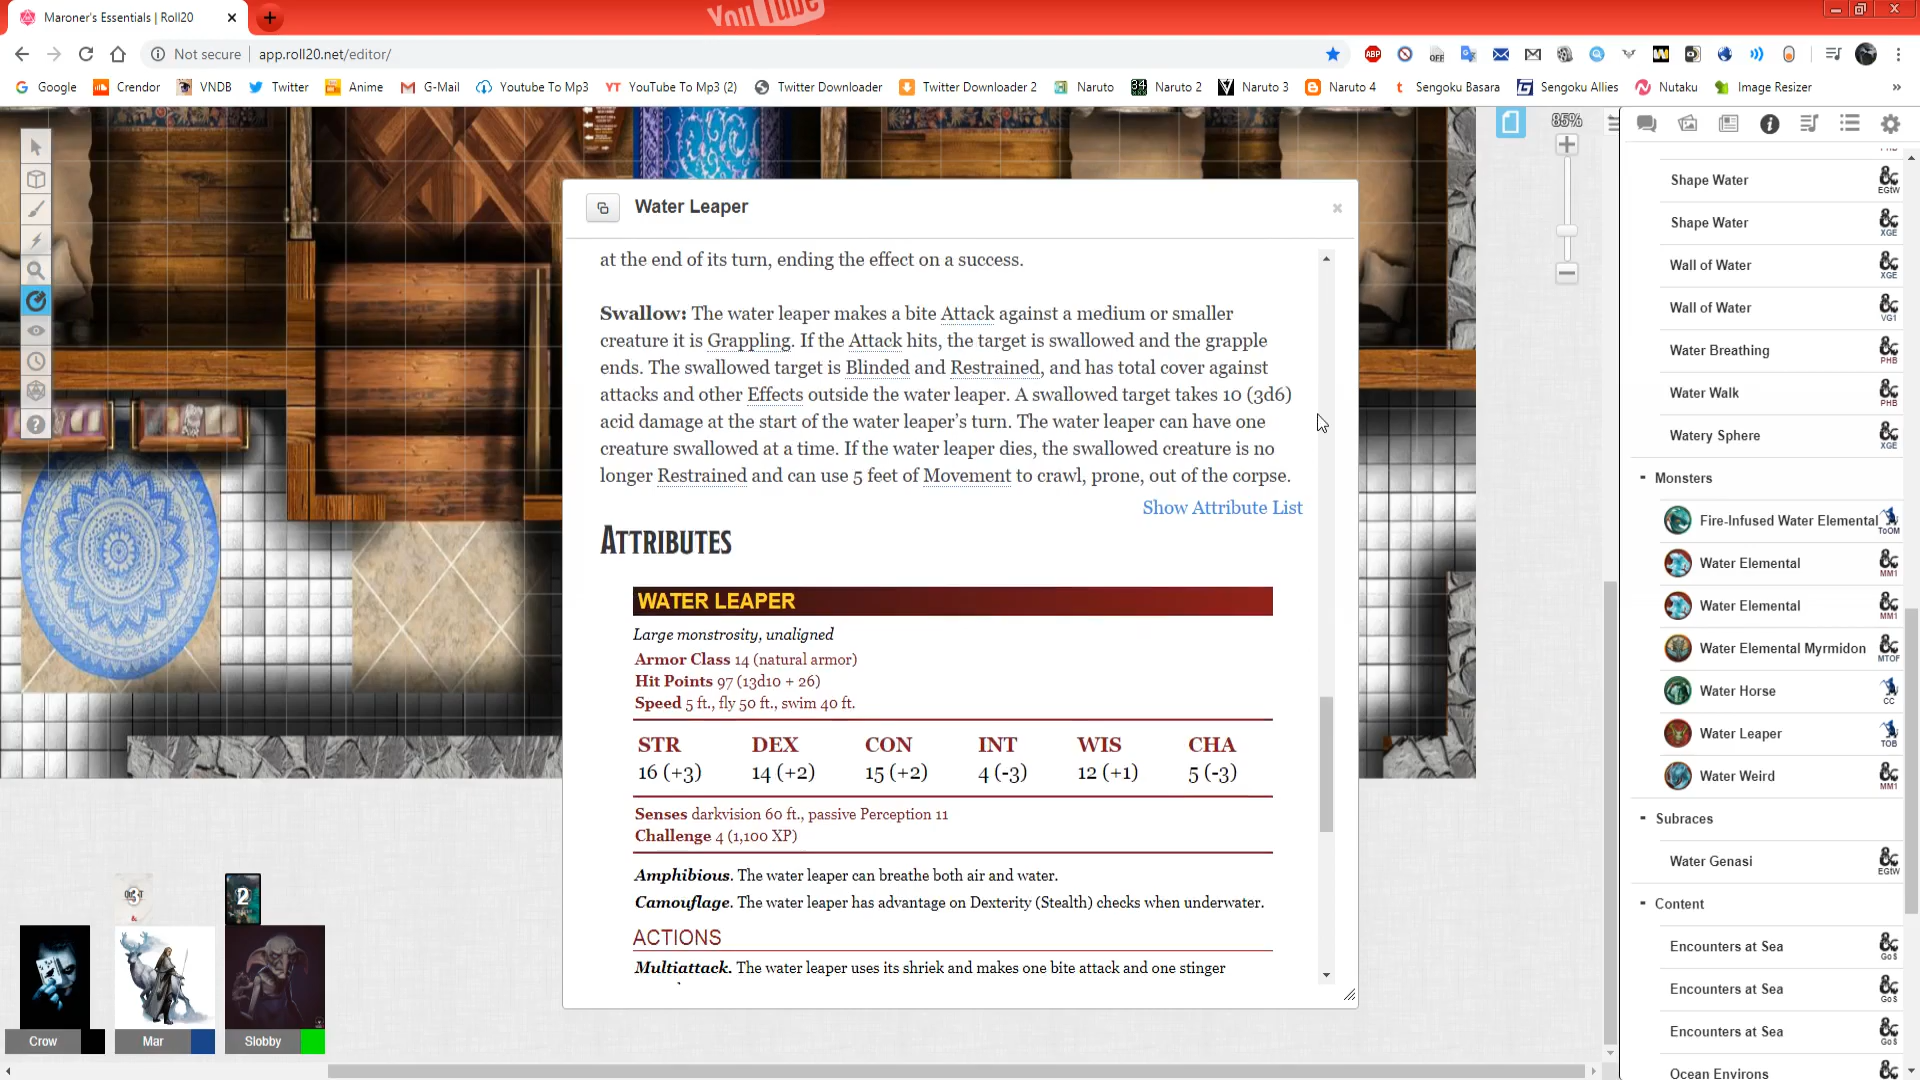 Maroner's Essentials | Roll20
YouTube
Not secure app.roll20.net/editor/
ABP
OFF
Google Crendor VNDB Twitter Anime G-Mail Youtube To Mp3 YT YouTube To Mp3 (2) Twitter Downloader Twitter Downloader 2 Naruto Naruto 2 Naruto 3 Naruto 4 Sengoku Basara Sengoku Allies Nutaku Image Resizer »
85%
Water Leaper
at the end of its turn, ending the effect on a success.
Swallow: The water leaper makes a bite Attack against a medium or smaller
creature it is Grappling. If the Attack hits, the target is swallowed and the grapple
ends. The swallowed target is Blinded and Restrained, and has total cover against
attacks and other Effects outside the water leaper. A swallowed target takes 10 (3d6)
acid damage at the start of the water leaper's turn. The water leaper can have one
creature swallowed at a time. If the water leaper dies, the swallowed creature is no
longer Restrained and can use 5 feet of Movement to crawl, prone, out of the corpse.
Show Attribute List
ATTRIBUTES
WATER LEAPER
Large monstrosity, unaligned
Armor Class 14 (natural armor)
Hit Points 97 (13d10 + 26)
Speed 5 ft., fly 50 ft., swim 40 ft.
STR DEX CON INT WIS CHA
16 (+3) 14 (+2) 15 (+2) 4 (-3) 12 (+1) 5 (-3)
Senses darkvision 60 ft., passive Perception 11
Challenge 4 (1,100 XP)
Amphibious. The water leaper can breathe both air and water.
Camouflage. The water leaper has advantage on Dexterity (Stealth) checks when underwater.
ACTIONS
Multiattack. The water leaper uses its shriek and makes one bite attack and one stinger
Shape Water EGtW
Shape Water XGE
Wall of Water XGE
Wall of Water VG1
Water Breathing PHB
Water Walk PHB
Watery Sphere XGE
Monsters
Fire-Infused Water Elemental ToOM
Water Elemental MM1
Water Elemental MM1
Water Elemental Myrmidon MTOF
Water Horse CC
Water Leaper TOB
Water Weird MM1
Subraces
Water Genasi EGtW
Content
Encounters at Sea GoS
Encounters at Sea GoS
Encounters at Sea GoS
Ocean Environs
3
2
Crow
Mar
Slobby